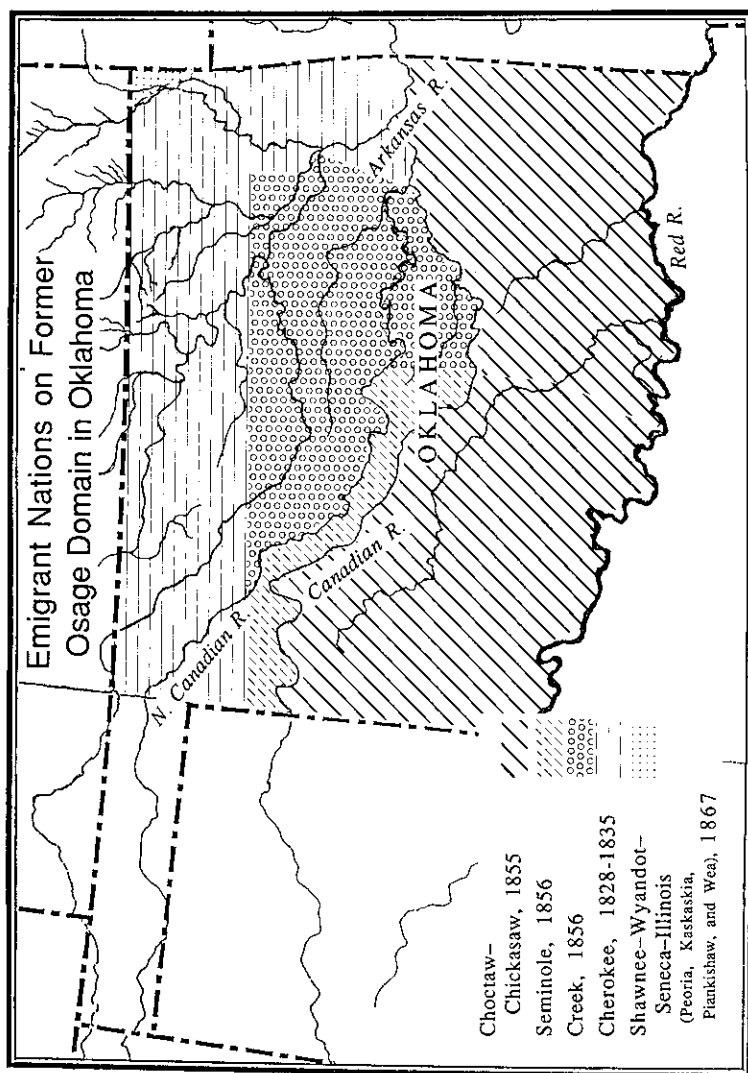 Emigrant Nations on Former
Osage Domain in Oklahoma
N. Canadian R.
Canadian R.
OKLAHOMA
Arkansas R.
Red R.
Choctaw–
Chickasaw, 1855
Seminole, 1856
Creek, 1856
Cherokee, 1828-1835
Shawnee–Wyandot–
Seneca–Illinois
(Peoria, Kaskaskia,
Piankishaw, and Wea), 1867